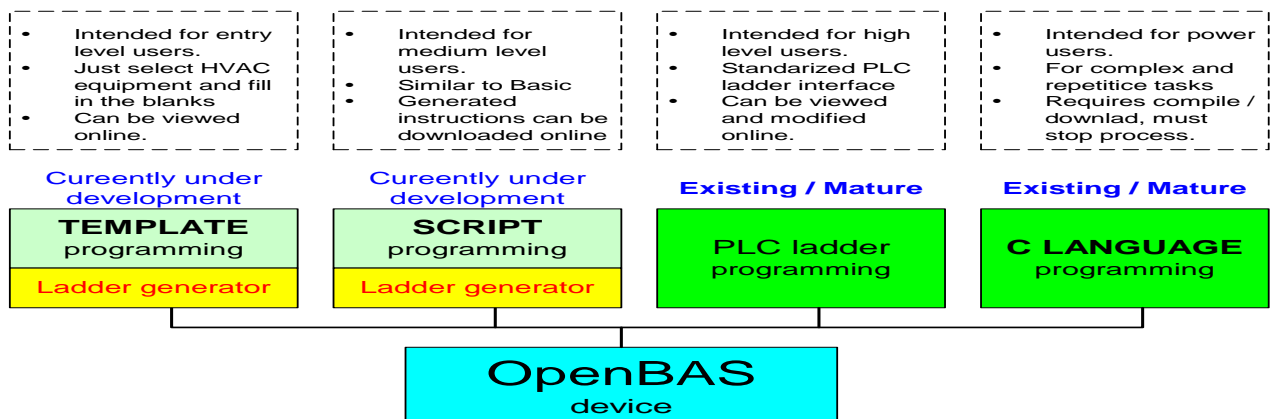 • Intended for entry
level users.
• Just select HVAC
equipment and fill
in the blanks
• Can be viewed
online.
• Intended for
medium level
users.
• Similar to Basic
• Generated
instructions can be
downloaded online
• Intended for high
level users.
• Standarized PLC
ladder interface
• Can be viewed
and modified
online.
• Intended for power
users.
• For complex and
repetitice tasks
• Requires compile /
downlad, must
stop process.
Cureently under
development
Cureently under
development
Existing / Mature
Existing / Mature
TEMPLATE
programming
Ladder generator
SCRIPT
programming
Ladder generator
PLC ladder
programming
C LANGUAGE
programming
OpenBAS
device